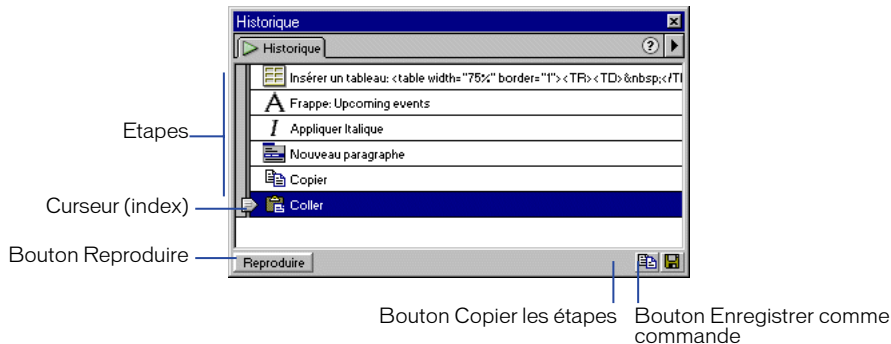 Historique
Historique
Insérer un tableau: <table width="75%" border="1"><TR><TD>&nbsp;</TI
Frappe: Upcoming events
Appliquer Italique
Nouveau paragraphe
Copier
Coller
Reproduire
Etapes
Curseur (index)
Bouton Reproduire
Bouton Copier les étapes
Bouton Enregistrer comme
commande